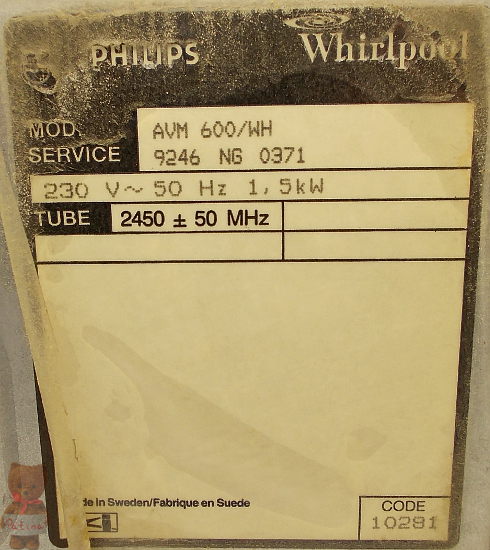 PHILIPS Whirlpool
MOD. AVM 600/WH
SERVICE 9246 NG 0371
230 V~ 50 Hz 1,5kW
TUBE 2450 ± 50 MHz
de In Sweden/Fabrique en Suede
CODE
10281